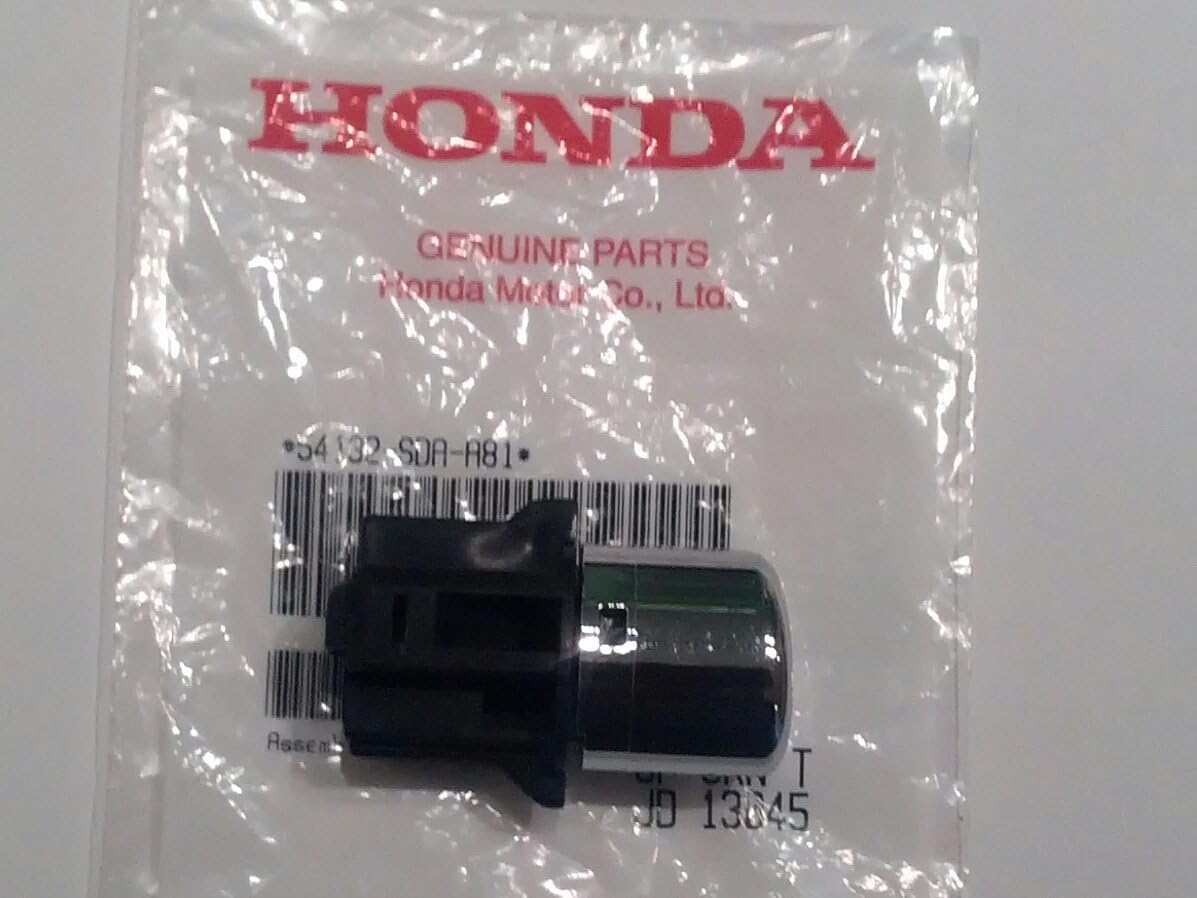 HONDA
GENUINE PARTS
Honda Motor Co., Ltd.
*54132-SDA-A81*
T
JD 13645